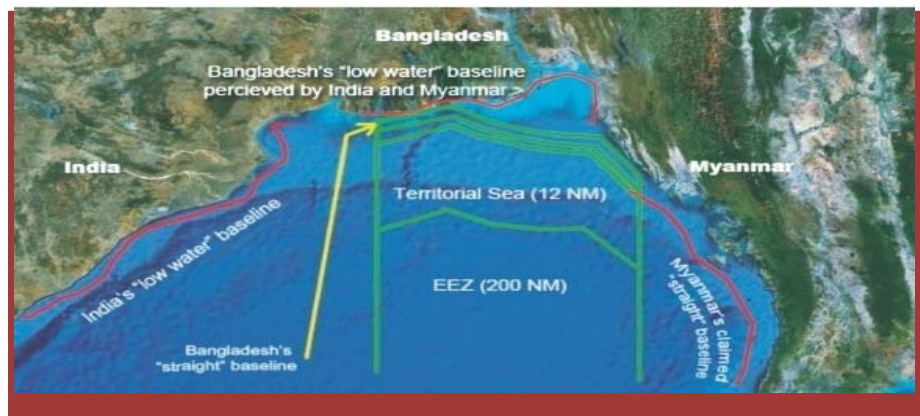 Bangladesh
Bangladesh's "low water" baseline
percieved by India and Myanmar >
India
Myanmar
Territorial Sea (12 NM)
India's "low water" baseline
EEZ (200 NM)
Myanmar's claimed
"straight" baseline
Bangladesh's
"straight" baseline